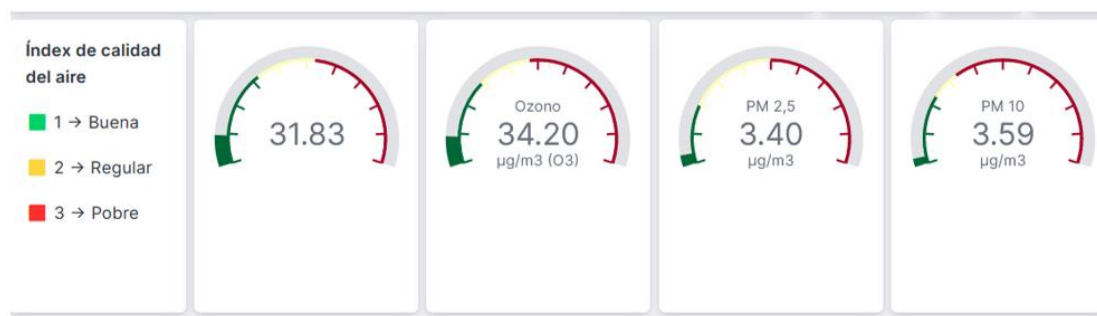 Índex de calidad
del aire
1 → Buena
2 → Regular
3 → Pobre
31.83
Ozono
34.20
µg/m3 (O3)
PM 2,5
3.40
µg/m3
PM 10
3.59
µg/m3